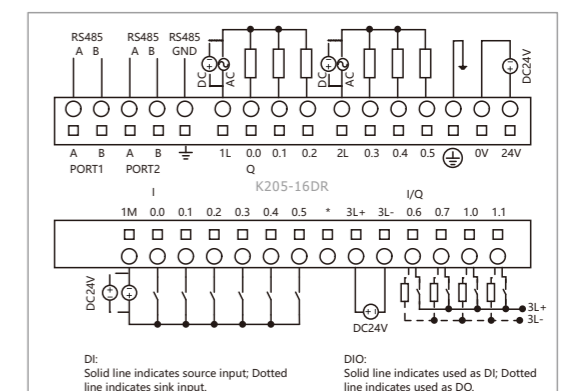 RS485 RS485 RS485
A B A B GND
DC AC DC AC DC24V
A B A B 1L 0.0 0.1 0.2 2L 0.3 0.4 0.5 0V 24V
PORT1 PORT2 Q
K205-16DR
I I/Q
1M 0.0 0.1 0.2 0.3 0.4 0.5 * 3L+ 3L- 0.6 0.7 1.0 1.1
DC24V
3L+
3L-
DC24V
DI:
Solid line indicates source input; Dotted
line indicates sink input.
DIO:
Solid line indicates used as DI; Dotted
line indicates used as DO.